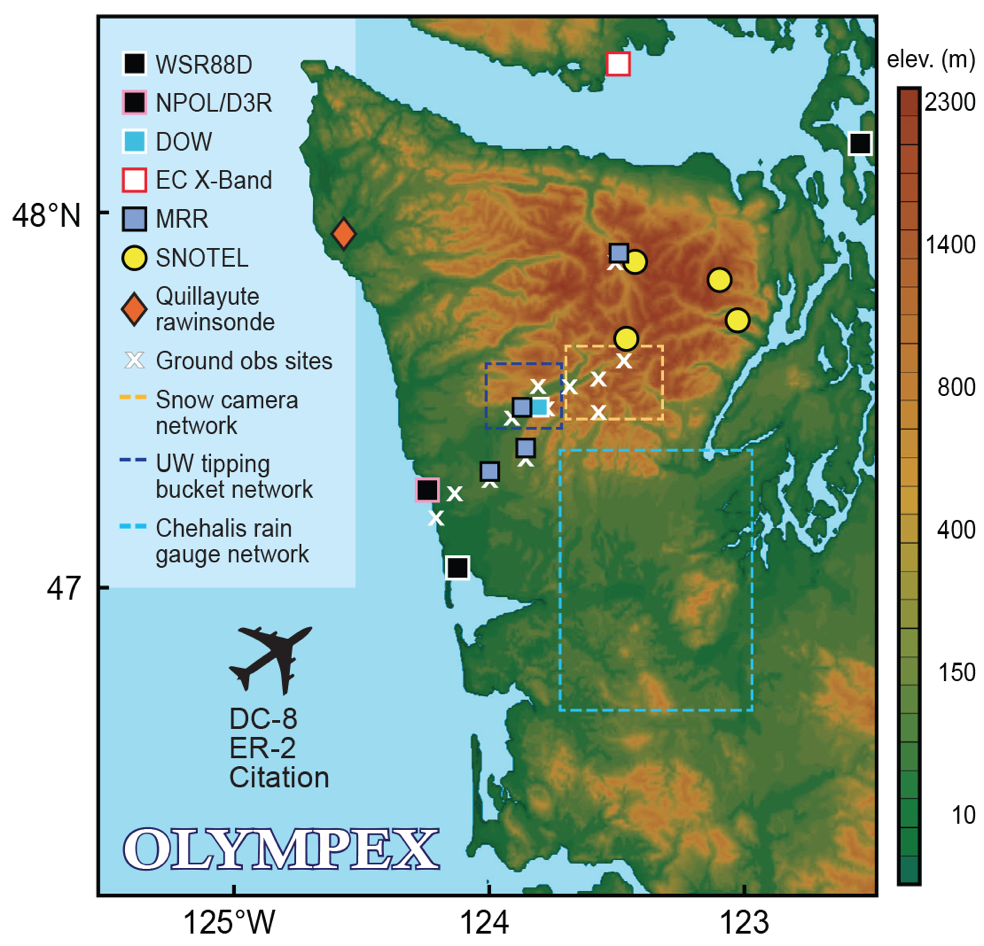 elev. (m)
WSR88D
NPOL/D3R
DOW
EC X-Band
MRR
SNOTEL
Quillayute
rawinsonde
Ground obs sites
Snow camera
network
UW tipping
bucket network
Chehalis rain
gauge network
2300
1400
800
400
150
10
48°N
47
DC-8
ER-2
Citation
OLYMPEX
125°W
124
123